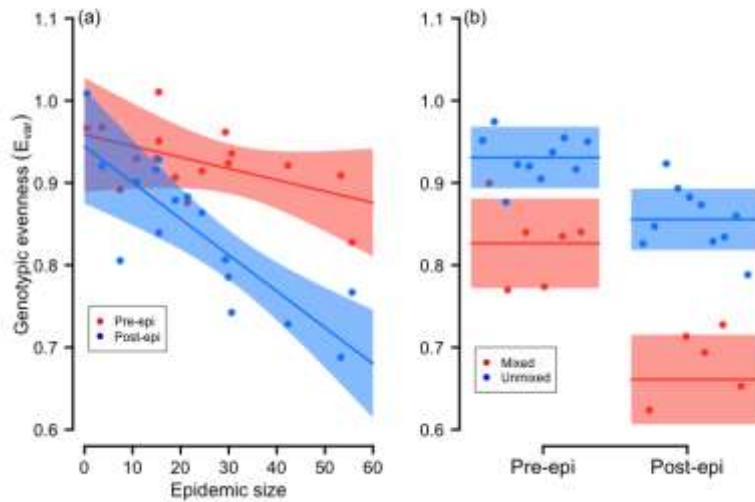 (a)
Genotypic evenness (Evar)
1.1
1.0
0.9
0.8
0.7
0.6
Pre-epi
Post-epi
0 10 20 30 40 50 60
Epidemic size
(b)
1.1
1.0
0.9
0.8
0.7
0.6
Mixed
Unmixed
Pre-epi Post-epi